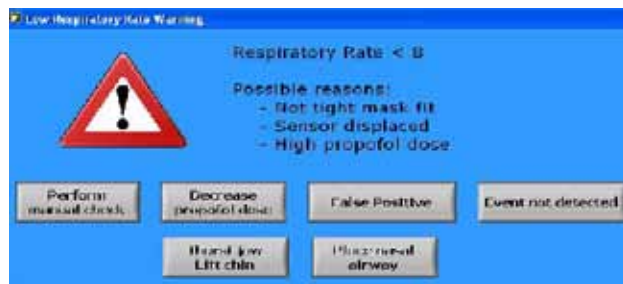 Low Respiratory Rate Warning
Respiratory Rate < 8
Possible reasons:
- Not tight mask fit
- Sensor displaced
- High propofol dose
Perform
manual check
Decrease
propofol dose
False Positive
Event not detected
jaw
Lift chin
Place nasal
airway